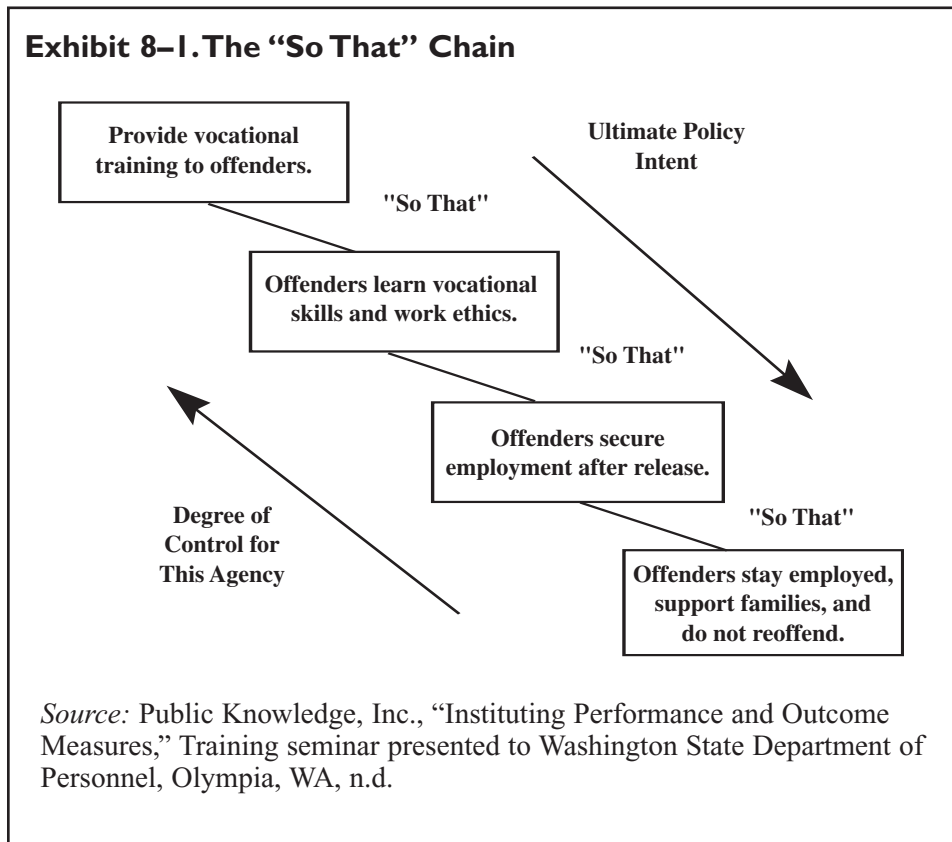 Exhibit 8–1. The “So That” Chain
Provide vocational
training to offenders.
Ultimate Policy
Intent
"So That"
Offenders learn vocational
skills and work ethics.
"So That"
Offenders secure
employment after release.
Degree of
Control for
This Agency
"So That"
Offenders stay employed,
support families, and
do not reoffend.
Source: Public Knowledge, Inc., “Instituting Performance and Outcome
Measures,” Training seminar presented to Washington State Department of
Personnel, Olympia, WA, n.d.